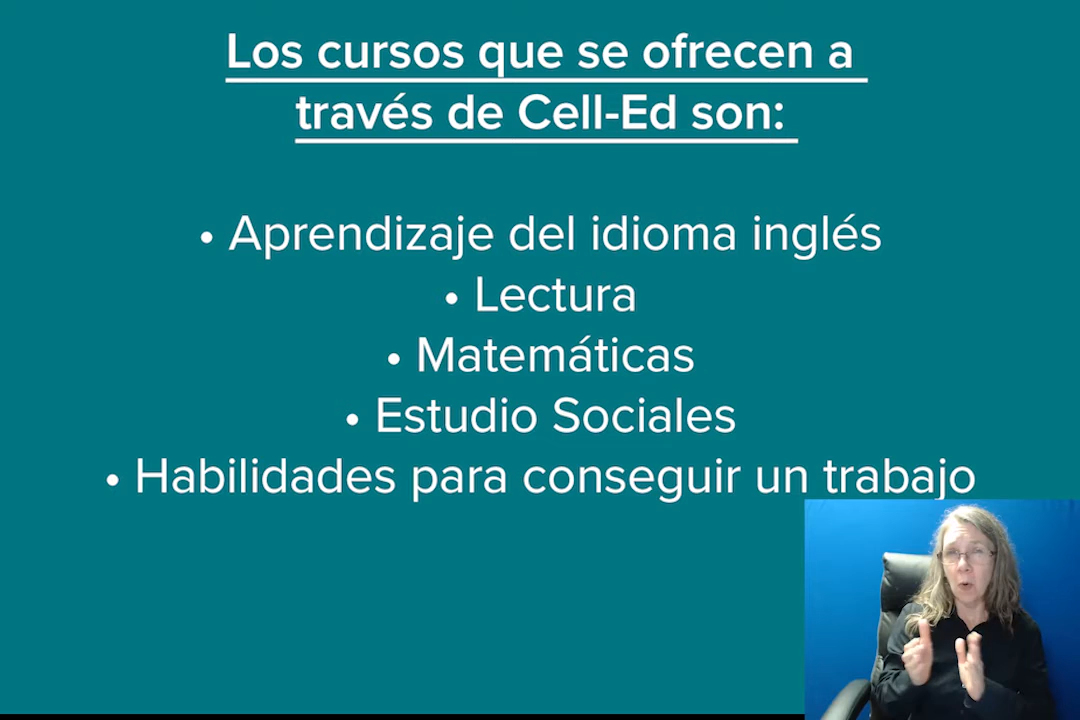 Los cursos que se ofrecen a
través de Cell-Ed son:
• Aprendizaje del idioma inglés
• Lectura
• Matemáticas
• Estudio Sociales
• Habilidades para conseguir un trabajo